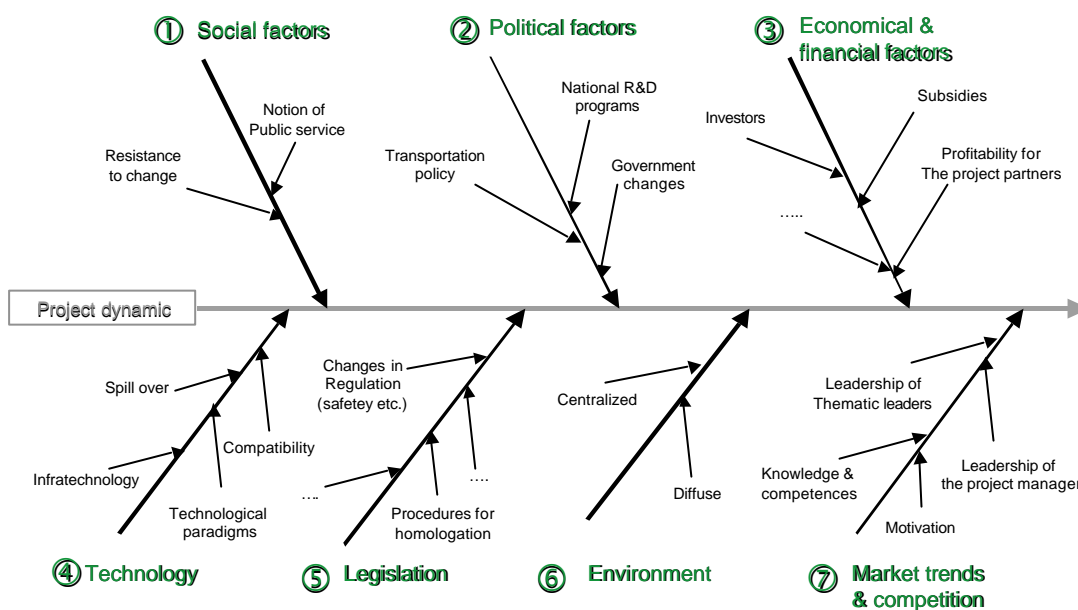 ① Social factors
② Political factors
③ Economical &
financial factors
Notion of
Public service
Resistance
to change
National R&D
programs
Transportation
policy
Government
changes
Investors
Subsidies
Profitability for
The project partners
…..
Project dynamic
Spill over
Compatibility
Infratechnology
Technological
paradigms
Changes in
Regulation
(safetey etc.)
….
….
Procedures for
homologation
Centralized
Diffuse
Leadership of
Thematic leaders
Knowledge &
competences
Leadership of
the project manager
Motivation
④ Technology
⑤ Legislation
⑥ Environment
⑦ Market trends
& competition